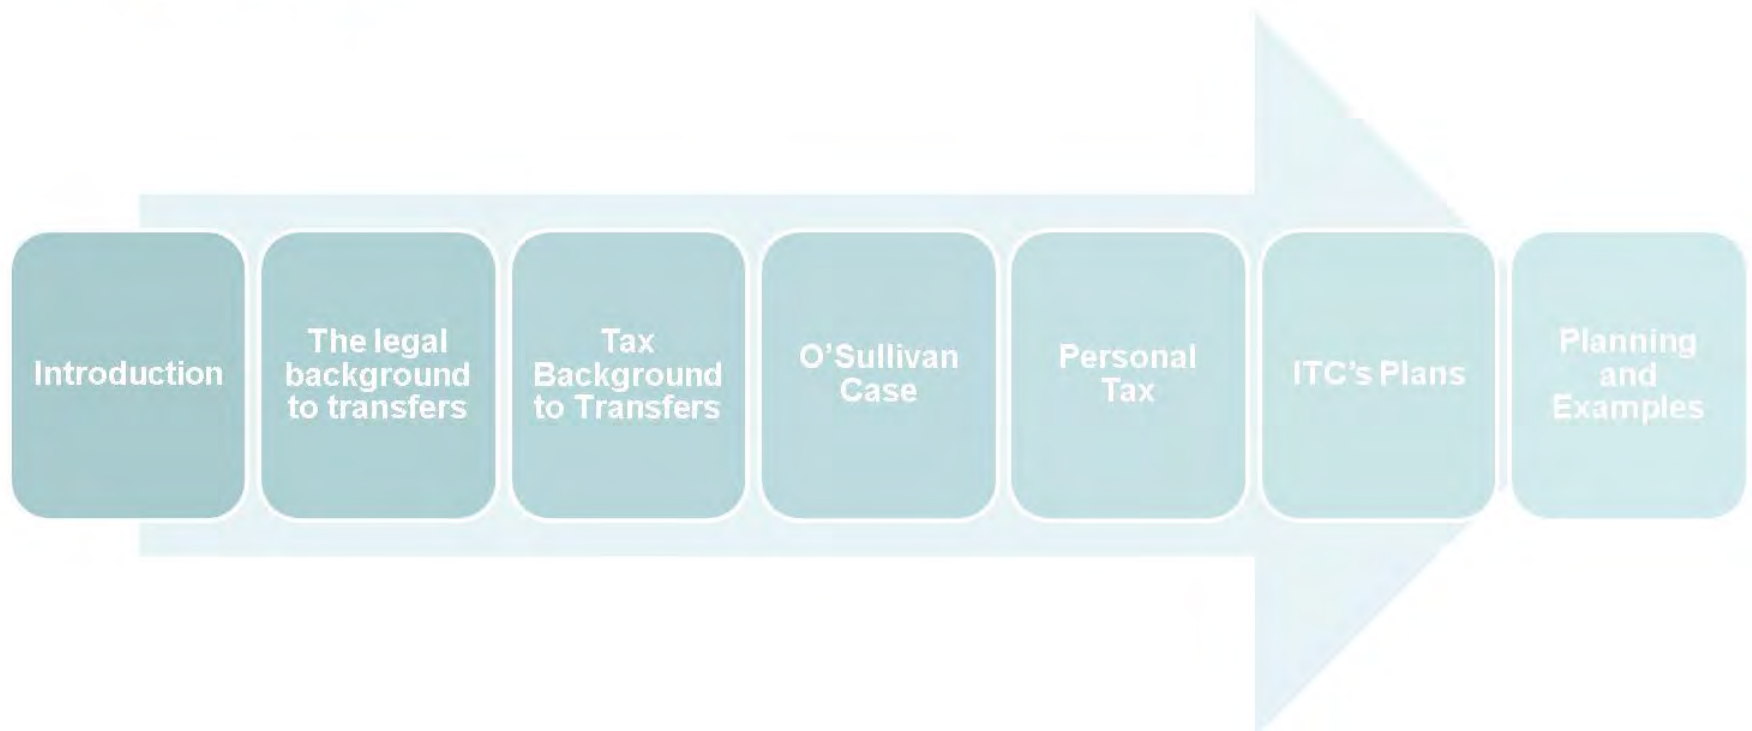 Introduction
The legal
background
to transfers
Tax
Background
to Transfers
O'Sullivan
Case
Personal
Tax
ITC's Plans
Planning
and
Examples